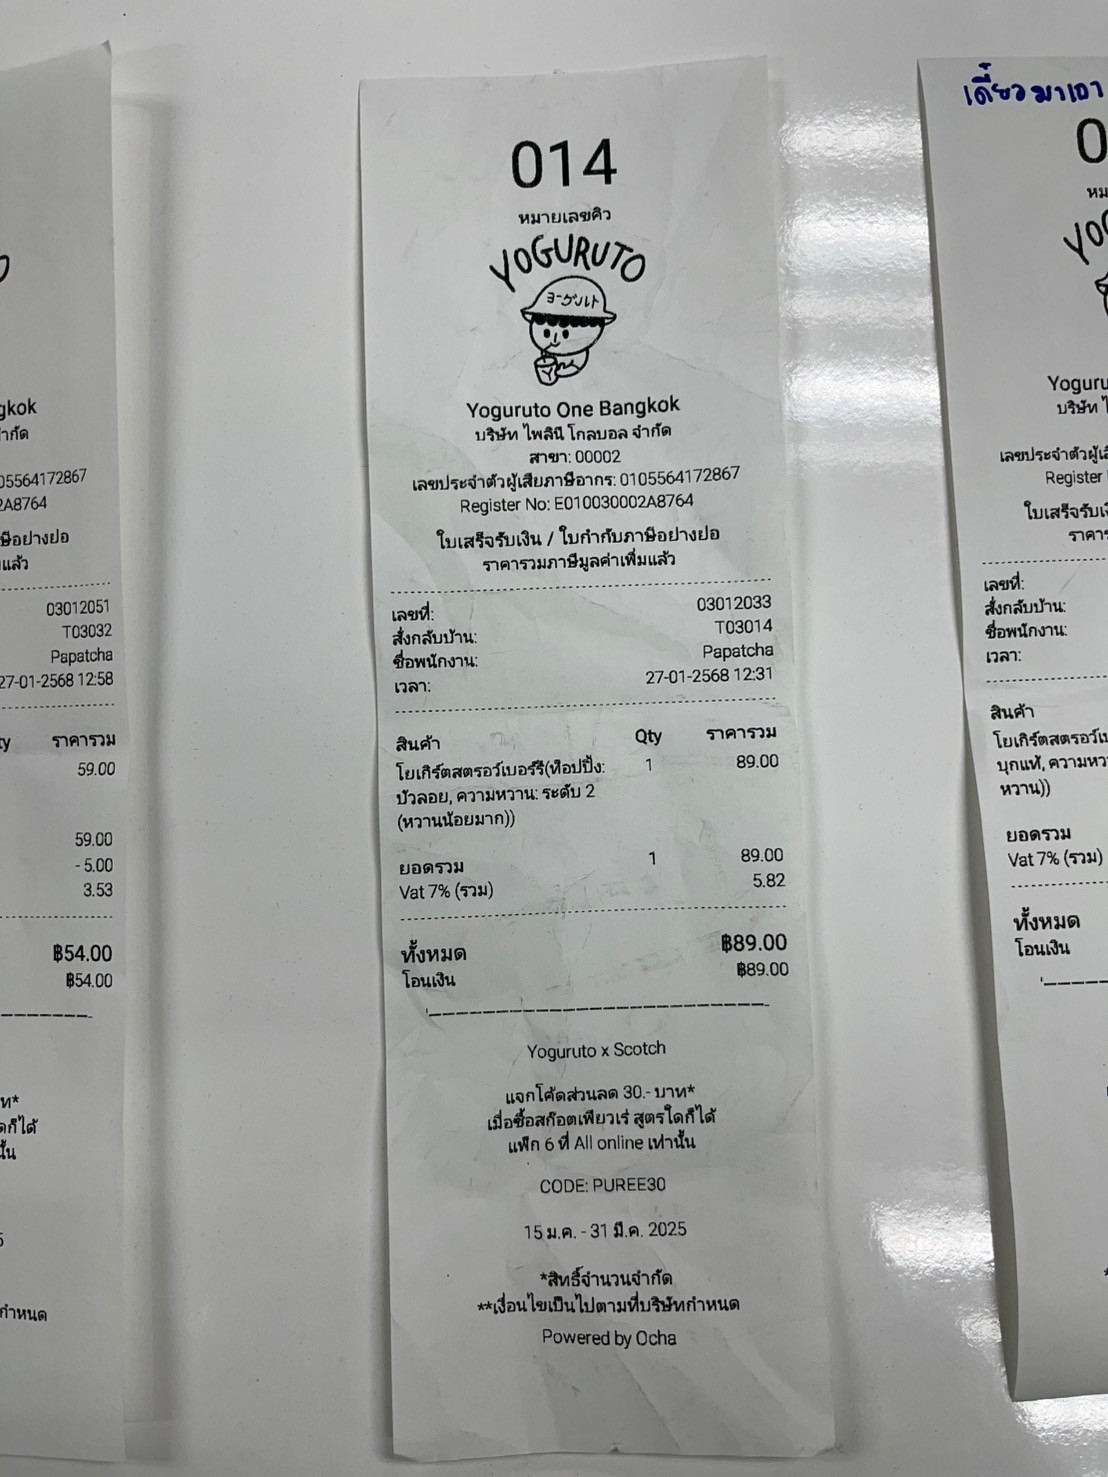 gkok
ำกัด
05564172867
2A8764
ษีอย่างย่อ
แล้ว
03012051
T03032
Papatcha
27-01-2568 12:58
ty ราคารวม
59.00
59.00
- 5.00
3.53
฿54.00
฿54.00
าท*
ดก็ได้
ั้น
5
กำหนด
014
หมายเลขคิว
YOGURUTO
ヨーグルト
Yoguruto One Bangkok
บริษัท ไพลินี โกลบอล จำกัด
สาขา: 00002
เลขประจำตัวผู้เสียภาษีอากร: 0105564172867
Register No: E010030002A8764
ใบเสร็จรับเงิน / ใบกำกับภาษีอย่างย่อ
ราคารวมภาษีมูลค่าเพิ่มแล้ว
เลขที่: 03012033
สั่งกลับบ้าน: T03014
ชื่อพนักงาน: Papatcha
เวลา: 27-01-2568 12:31
สินค้า Qty ราคารวม
โยเกิร์ตสตรอว์เบอร์รี(ท็อปปิ้ง: 1 89.00
บัวลอย, ความหวาน: ระดับ 2
(หวานน้อยมาก))
ยอดรวม 1 89.00
Vat 7% (รวม) 5.82
ทั้งหมด ฿89.00
โอนเงิน ฿89.00
Yoguruto x Scotch
แจกโค้ดส่วนลด 30.- บาท*
เมื่อซื้อสก๊อตเพียวเร่ สูตรใดก็ได้
แพ็ก 6 ที่ All online เท่านั้น
CODE: PUREE30
15 ม.ค. - 31 มี.ค. 2025
*สิทธิ์จำนวนจำกัด
**เงื่อนไขเป็นไปตามที่บริษัทกำหนด
Powered by Ocha
เดี๋ยวมาเอา
0
หม
YOG
Yoguru
บริษัท ไ
เลขประจำตัวผู้เสี
Register
ใบเสร็จรับเงิ
ราคาร
เลขที่:
สั่งกลับบ้าน:
ชื่อพนักงาน:
เวลา:
สินค้า
โยเกิร์ตสตรอว์เบ
บุกแท้, ความหวา
หวาน))
ยอดรวม
Vat 7% (รวม)
ทั้งหมด
โอนเงิน